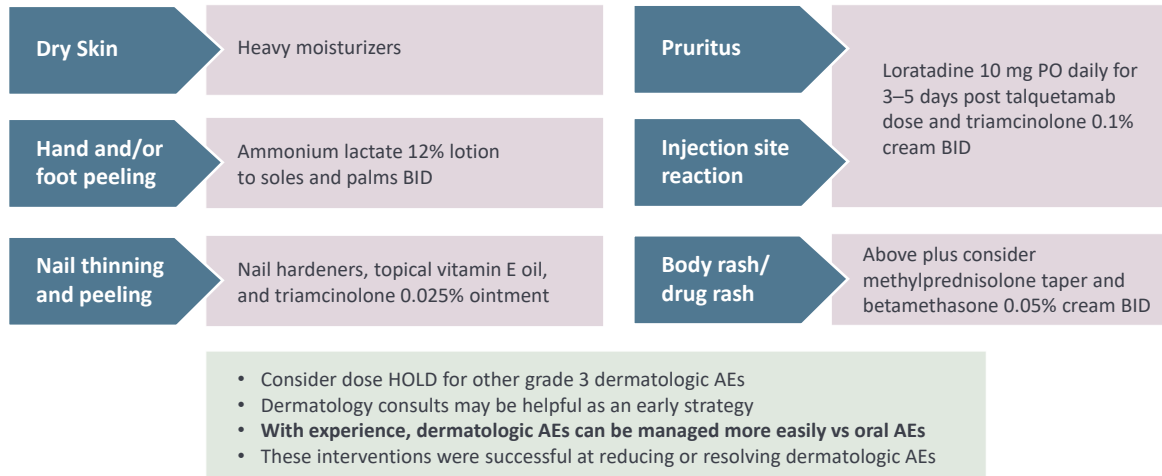 Dry Skin
Heavy moisturizers
Hand and/or
foot peeling
Ammonium lactate 12% lotion
to soles and palms BID
Nail thinning
and peeling
Nail hardeners, topical vitamin E oil,
and triamcinolone 0.025% ointment
Pruritus
Injection site
reaction
Loratadine 10 mg PO daily for
3–5 days post talquetamab
dose and triamcinolone 0.1%
cream BID
Body rash/
drug rash
Above plus consider
methylprednisolone taper and
betamethasone 0.05% cream BID
• Consider dose HOLD for other grade 3 dermatologic AEs
• Dermatology consults may be helpful as an early strategy
• With experience, dermatologic AEs can be managed more easily vs oral AEs
• These interventions were successful at reducing or resolving dermatologic AEs